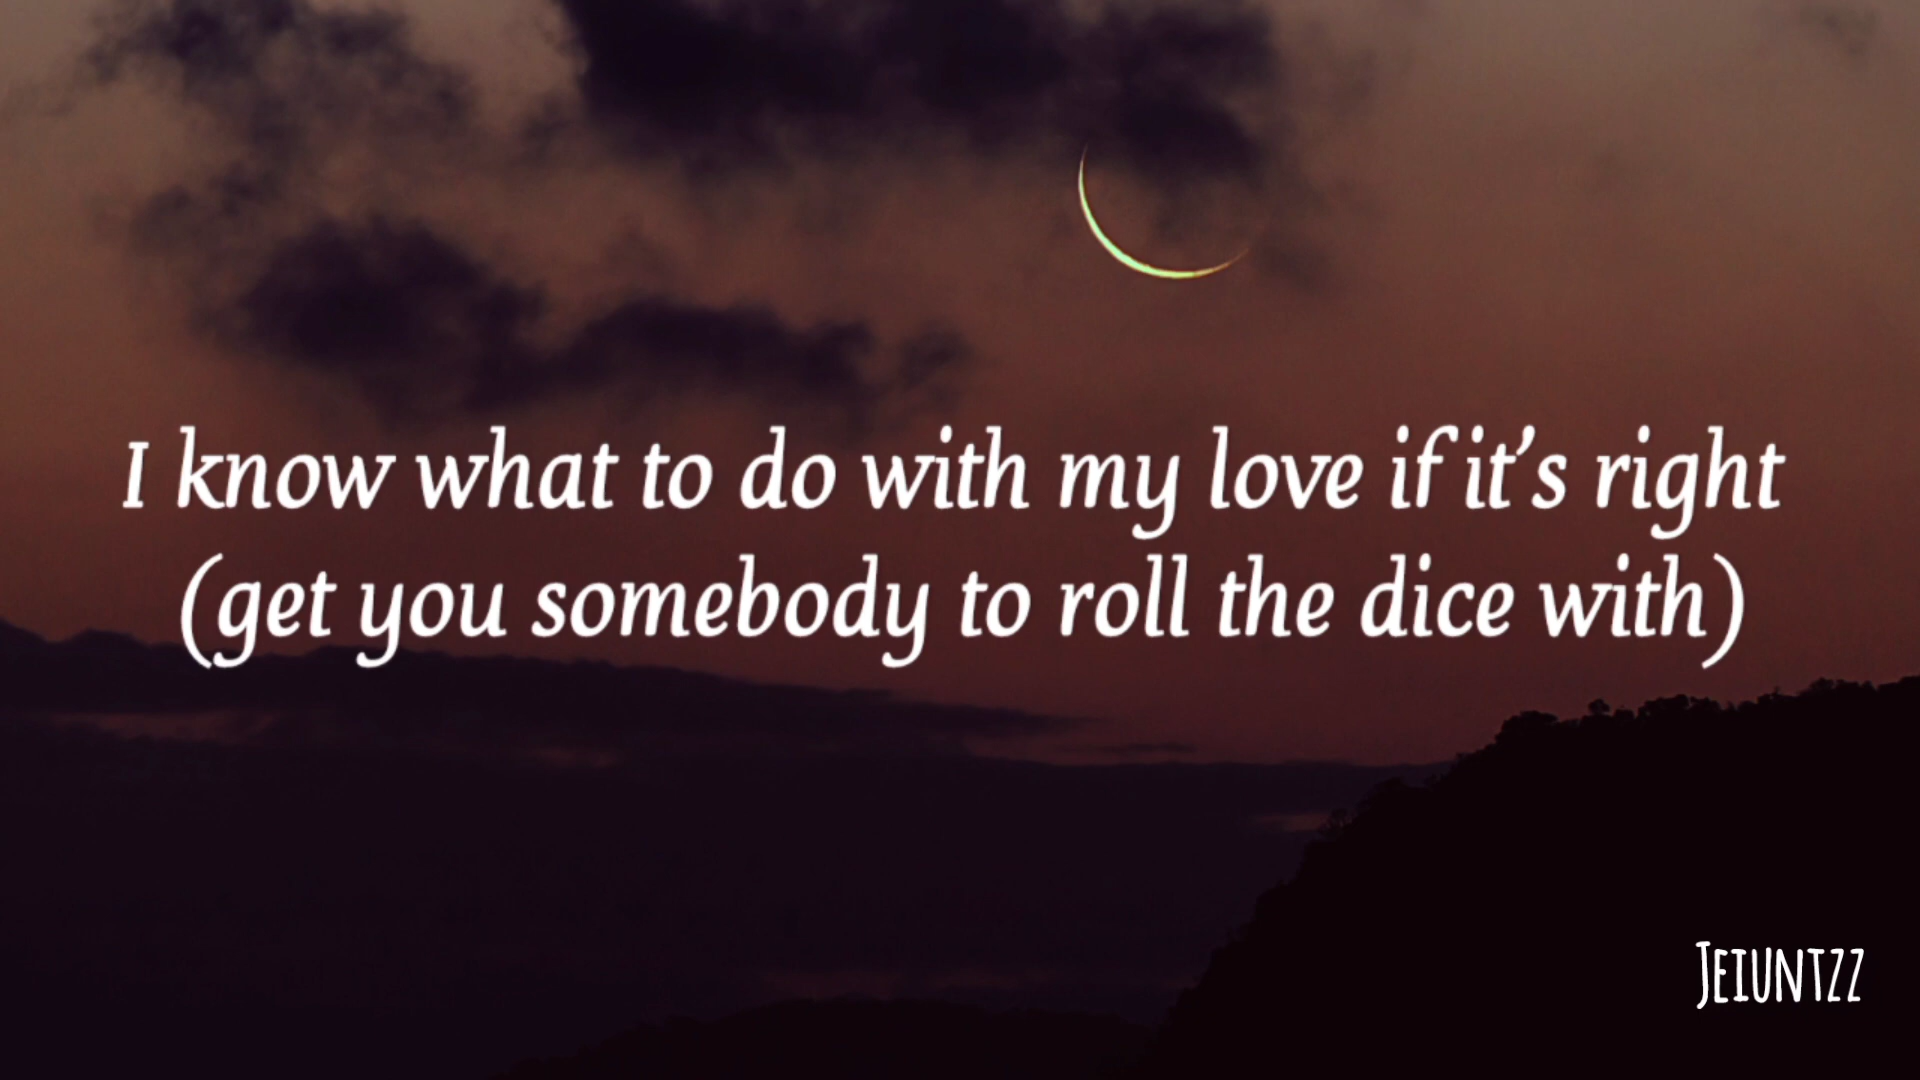 I know what to do with my love if it's right
(get you somebody to roll the dice with)
Jeiuntzz